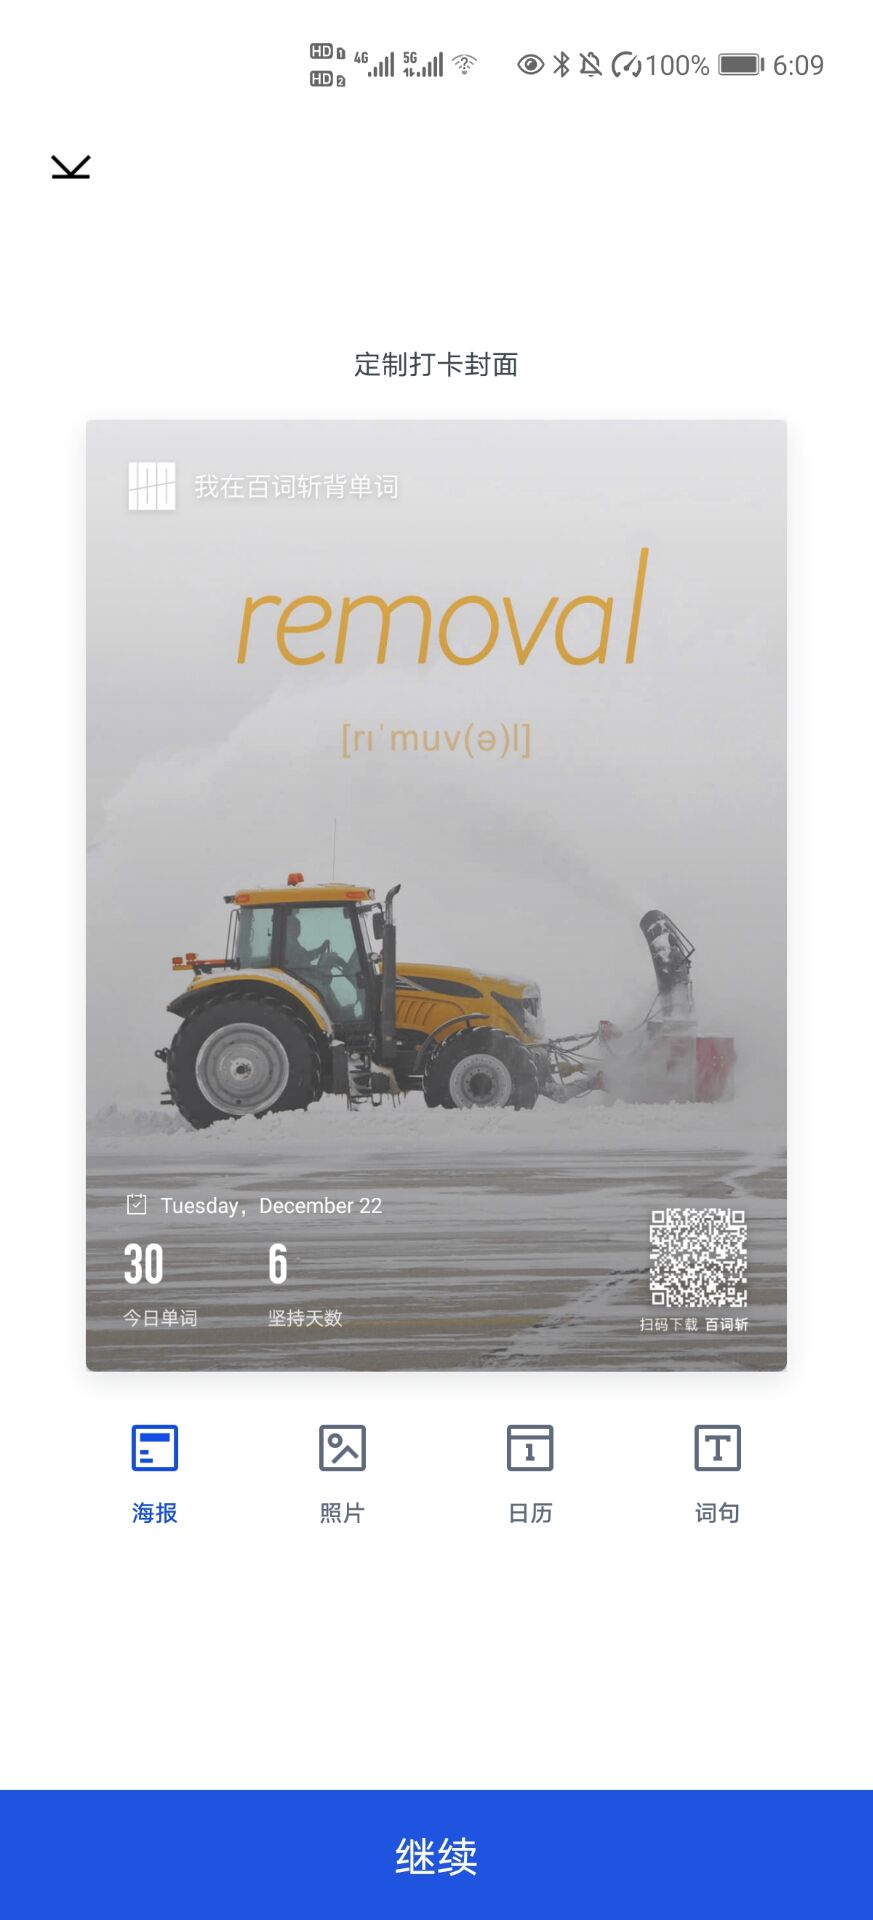 HD 1 4G 5G 100% 6:09
HD 2
定制打卡封面
我在百词斩背单词
removal
[rɪˈmuv(ə)l]
Tuesday，December 22
30 6
今日单词 坚持天数
扫码下载 百词斩
海报 照片 日历 词句
继续